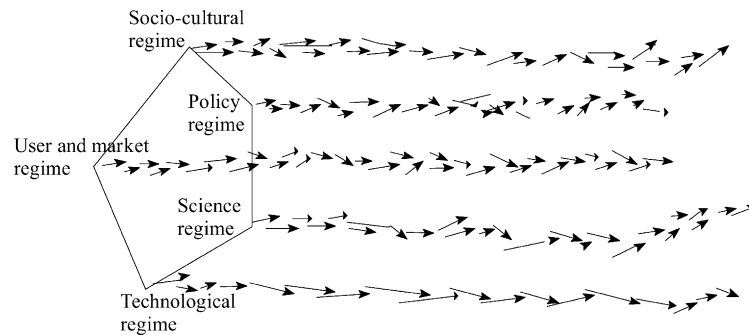 Socio-cultural
regime
Policy
regime
User and market
regime
Science
regime
Technological
regime